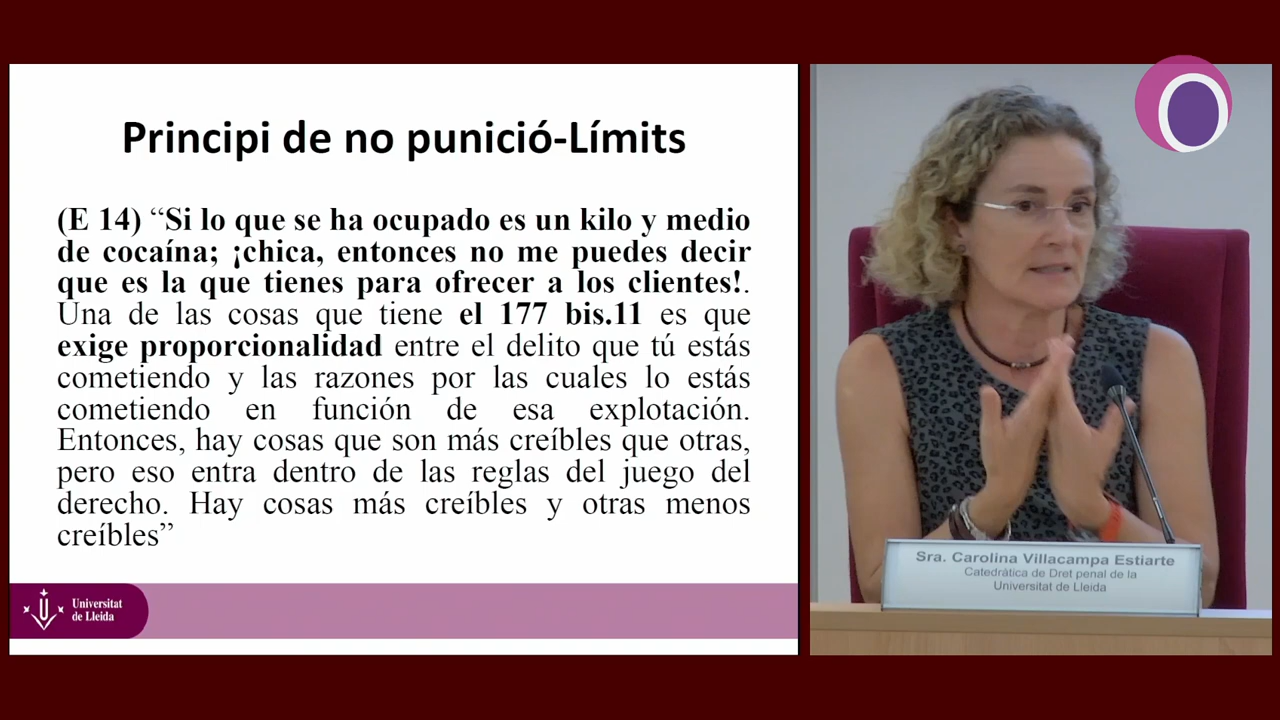 Principi de no punició-Límits
(E 14) “Si lo que se ha ocupado es un kilo y medio
de cocaína; ¡chica, entonces no me puedes decir
que es la que tienes para ofrecer a los clientes!.
Una de las cosas que tiene el 177 bis.11 es que
exige proporcionalidad entre el delito que tú estás
cometiendo y las razones por las cuales lo estás
cometiendo en función de esa explotación.
Entonces, hay cosas que son más creíbles que otras,
pero eso entra dentro de las reglas del juego del
derecho. Hay cosas más creíbles y otras menos
creíbles”
Universitat
de Lleida
Sra. Carolina Villacampa Estiarte
Catedràtica de Dret penal de la
Universitat de Lleida